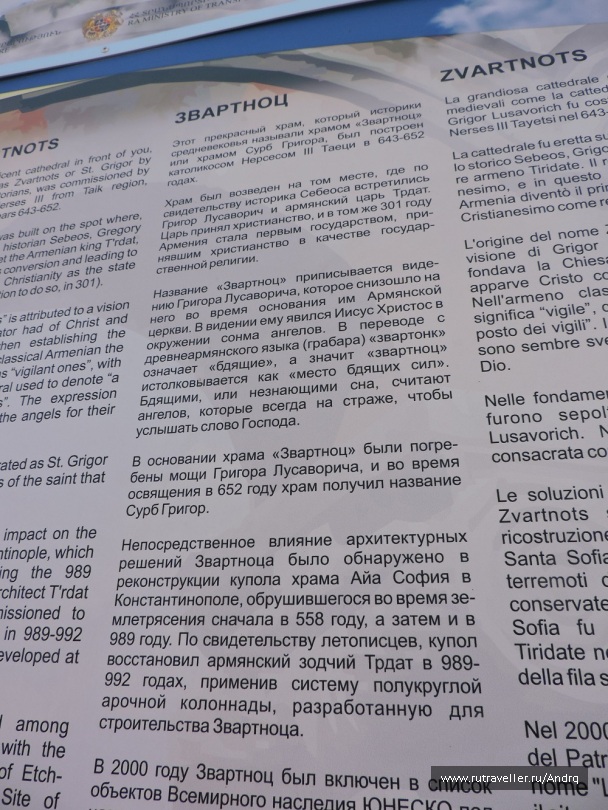 RA MINISTRY OF TRANS
TNOTS
icent cathedral in front of you,
as Zvartnots or St. Grigor by
orians, was commissioned by
erses III from Taik region,
ears 643-652.
was built on the spot where,
historian Sebeos, Gregory
et the Armenian king T'rdat,
s conversion and leading to
Christianity as the state
tion to do so, in 301).
s" is attributed to a vision
ator had of Christ and
hen establishing the
classical Armenian the
s "vigilant ones", with
ral used to denote "a
s". The expression
the angels for their
rated as St. Grigor
s of the saint that
impact on the
ntinople, which
ing the 989
rchitect T'rdat
missioned to
in 989-992
eveloped at
d among
with the
of Etch-
Site of
ЗВАРТНОЦ
Этот прекрасный храм, который историки
средневековья называли храмом «Звартноц»
или храмом Сурб Григора, был построен
католикосом Нерсесом III Таеци в 643-652
годах.
Храм был возведен на том месте, где по
свидетельству историка Себеоса встретились
Григор Лусаворич и армянский царь Трдат.
Царь принял христианство, и в том же 301 году
Армения стала первым государством, при-
нявшим христианство в качестве государ-
ственной религии.
Название «Звартноц» приписывается виде-
нию Григора Лусаворича, которое снизошло на
него во время основания им Армянской
церкви. В видении ему явился Иисус Христос в
окружении сонма ангелов. В переводе с
древнеармянского языка (грабара) «звартонк»
означает «бдящие», а значит «звартноц»
истолковывается как «место бдящих сил».
Бдящими, или незнающими сна, считают
ангелов, которые всегда на страже, чтобы
услышать слово Господа.
В основании храма «Звартноц» были погре-
бены мощи Григора Лусаворича, и во время
освящения в 652 году храм получил название
Сурб Григор.
Непосредственное влияние архитектурных
решений Звартноца было обнаружено в
реконструкции купола храма Айа София в
Константинополе, обрушившегося во время зе-
млетрясения сначала в 558 году, а затем и в
989 году. По свидетельству летописцев, купол
восстановил армянский зодчий Трдат в 989-
992 годах, применив систему полукруглой
арочной колоннады, разработанную для
строительства Звартноца.
В 2000 году Звартноц был включен в список
объектов Всемирного наследия ЮНЕСКО
ZVARTNOTS
La grandiosa cattedrale
medievali come la catted
Grigor Lusavorich fu cos
Nerses III Tayetsi nel 643-
La cattedrale fu eretta su
lo storico Sebeos, Grigo
re armeno Tiridate. Il r
nesimo, e in questo
Armenia diventò il prim
Cristianesimo come re
L'origine del nome Z
visione di Grigor
fondava la Chiesa
apparve Cristo co
Nell'armeno clas
significa "vigile", c
posto dei vigili".
sono sempre sve
Dio.
Nelle fondamen
furono sepol
Lusavorich. N
consacrata co
Le soluzioni
Zvartnots
ricostruzione
Santa Sofia
terremoti d
conservate
Sofia fu
Tiridate ne
della fila s
Nel 2000
del Patr
nome "I
www.rutraveller.ru/Andrq